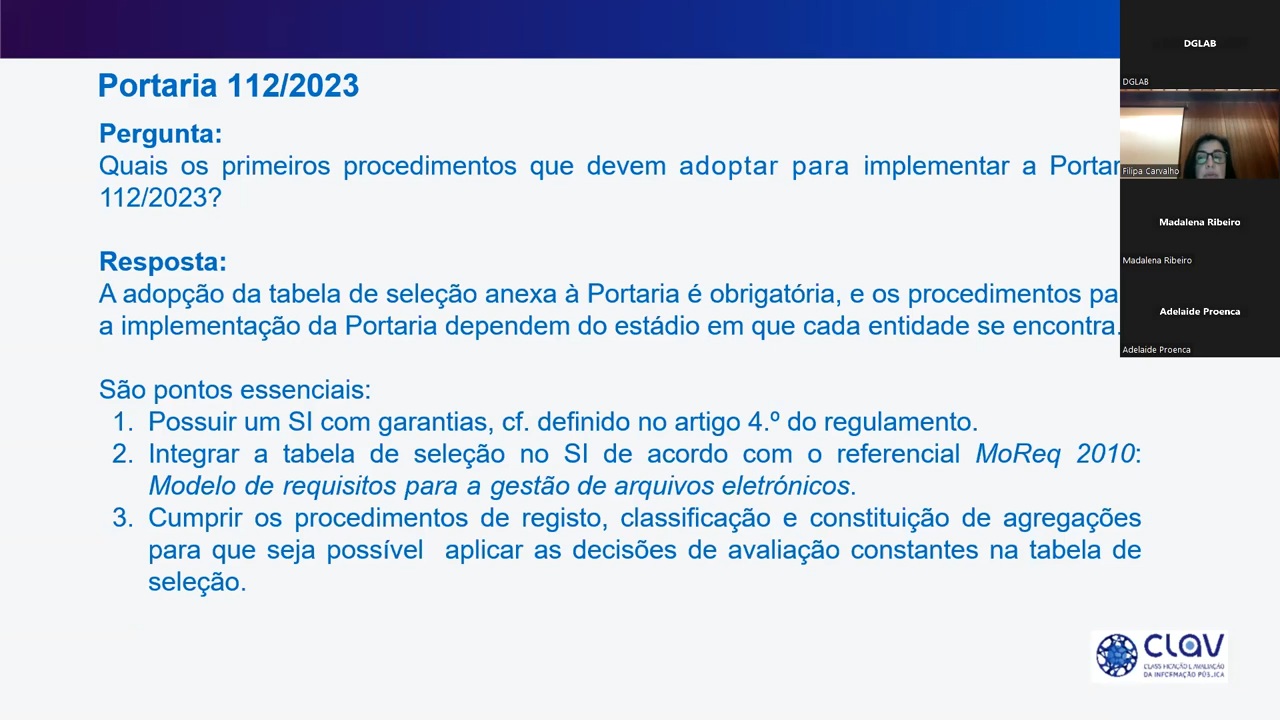 Portaria 112/2023
Pergunta:
Quais os primeiros procedimentos que devem adoptar para implementar a Portar
112/2023?
Resposta:
A adopção da tabela de seleção anexa à Portaria é obrigatória, e os procedimentos pa
a implementação da Portaria dependem do estádio em que cada entidade se encontra.
São pontos essenciais:
1. Possuir um SI com garantias, cf. definido no artigo 4.º do regulamento.
2. Integrar a tabela de seleção no SI de acordo com o referencial MoReq 2010:
Modelo de requisitos para a gestão de arquivos eletrónicos.
3. Cumprir os procedimentos de registo, classificação e constituição de agregações
para que seja possível aplicar as decisões de avaliação constantes na tabela de
seleção.
DGLAB
DGLAB
Filipa Carvalho
Madalena Ribeiro
Madalena Ribeiro
Adelaide Proenca
Adelaide Proenca
CLAV
CLASSIFICAÇÃO E AVALIAÇÃO
DA INFORMAÇÃO PÚBLICA